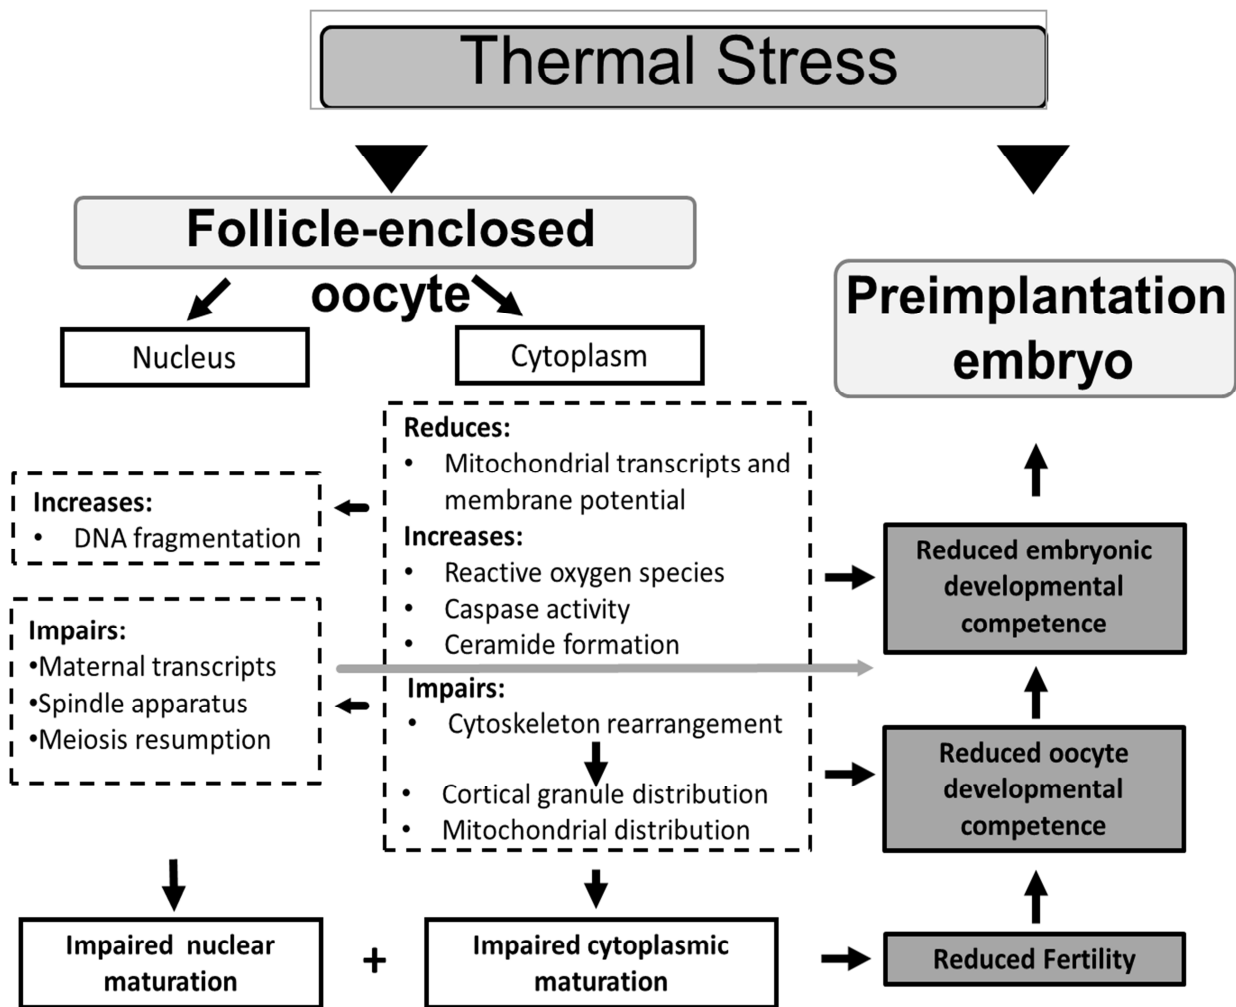 Thermal Stress
Follicle-enclosed
oocyte
Nucleus
Cytoplasm
Increases:
• DNA fragmentation
Impairs:
•Maternal transcripts
•Spindle apparatus
•Meiosis resumption
Reduces:
• Mitochondrial transcripts and
membrane potential
Increases:
• Reactive oxygen species
• Caspase activity
• Ceramide formation
Impairs:
• Cytoskeleton rearrangement
• Cortical granule distribution
• Mitochondrial distribution
Impaired nuclear
maturation
+
Impaired cytoplasmic
maturation
Preimplantation
embryo
Reduced embryonic
developmental
competence
Reduced oocyte
developmental
competence
Reduced Fertility